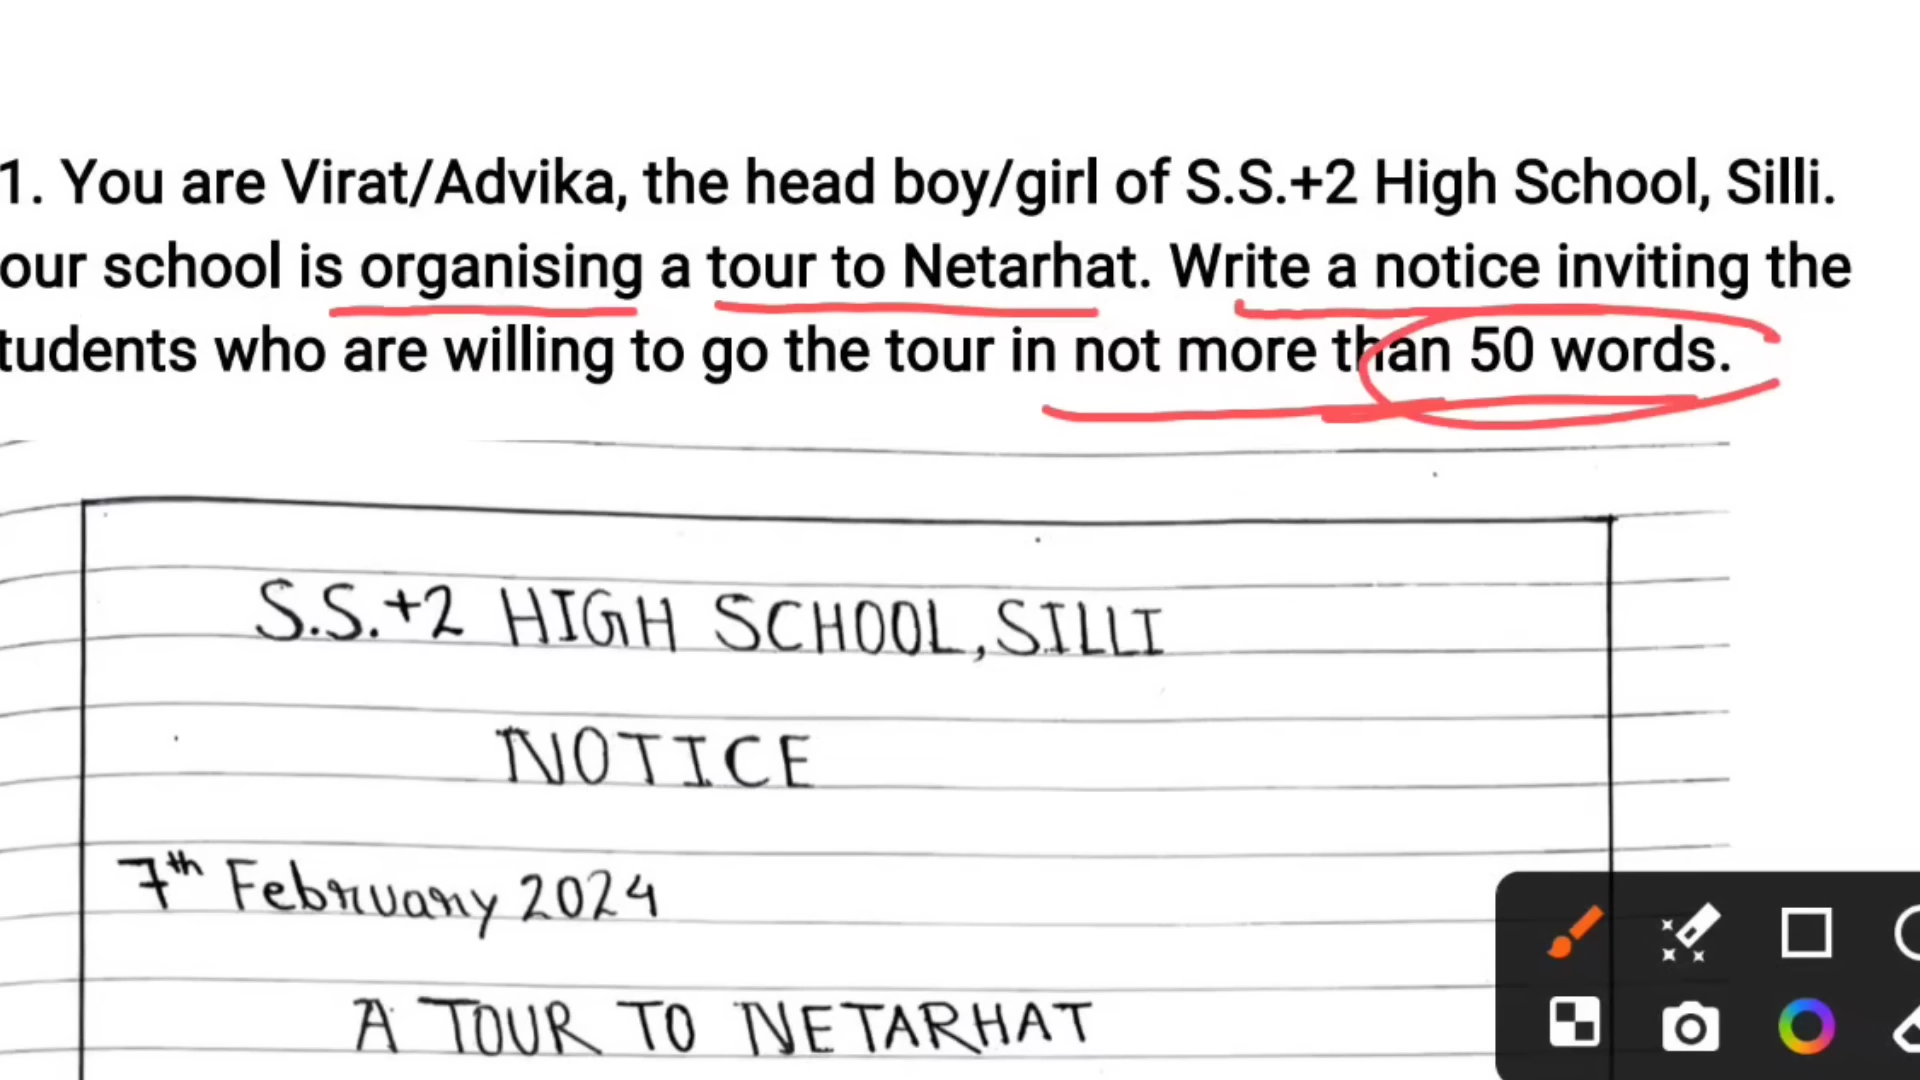 1. You are Virat/Advika, the head boy/girl of S.S.+2 High School, Silli.
our school is organising a tour to Netarhat. Write a notice inviting the
tudents who are willing to go the tour in not more than 50 words.
S.S.+2 HIGH SCHOOL, SILLI
NOTICE
7th February 2024
A TOUR TO NETARHAT